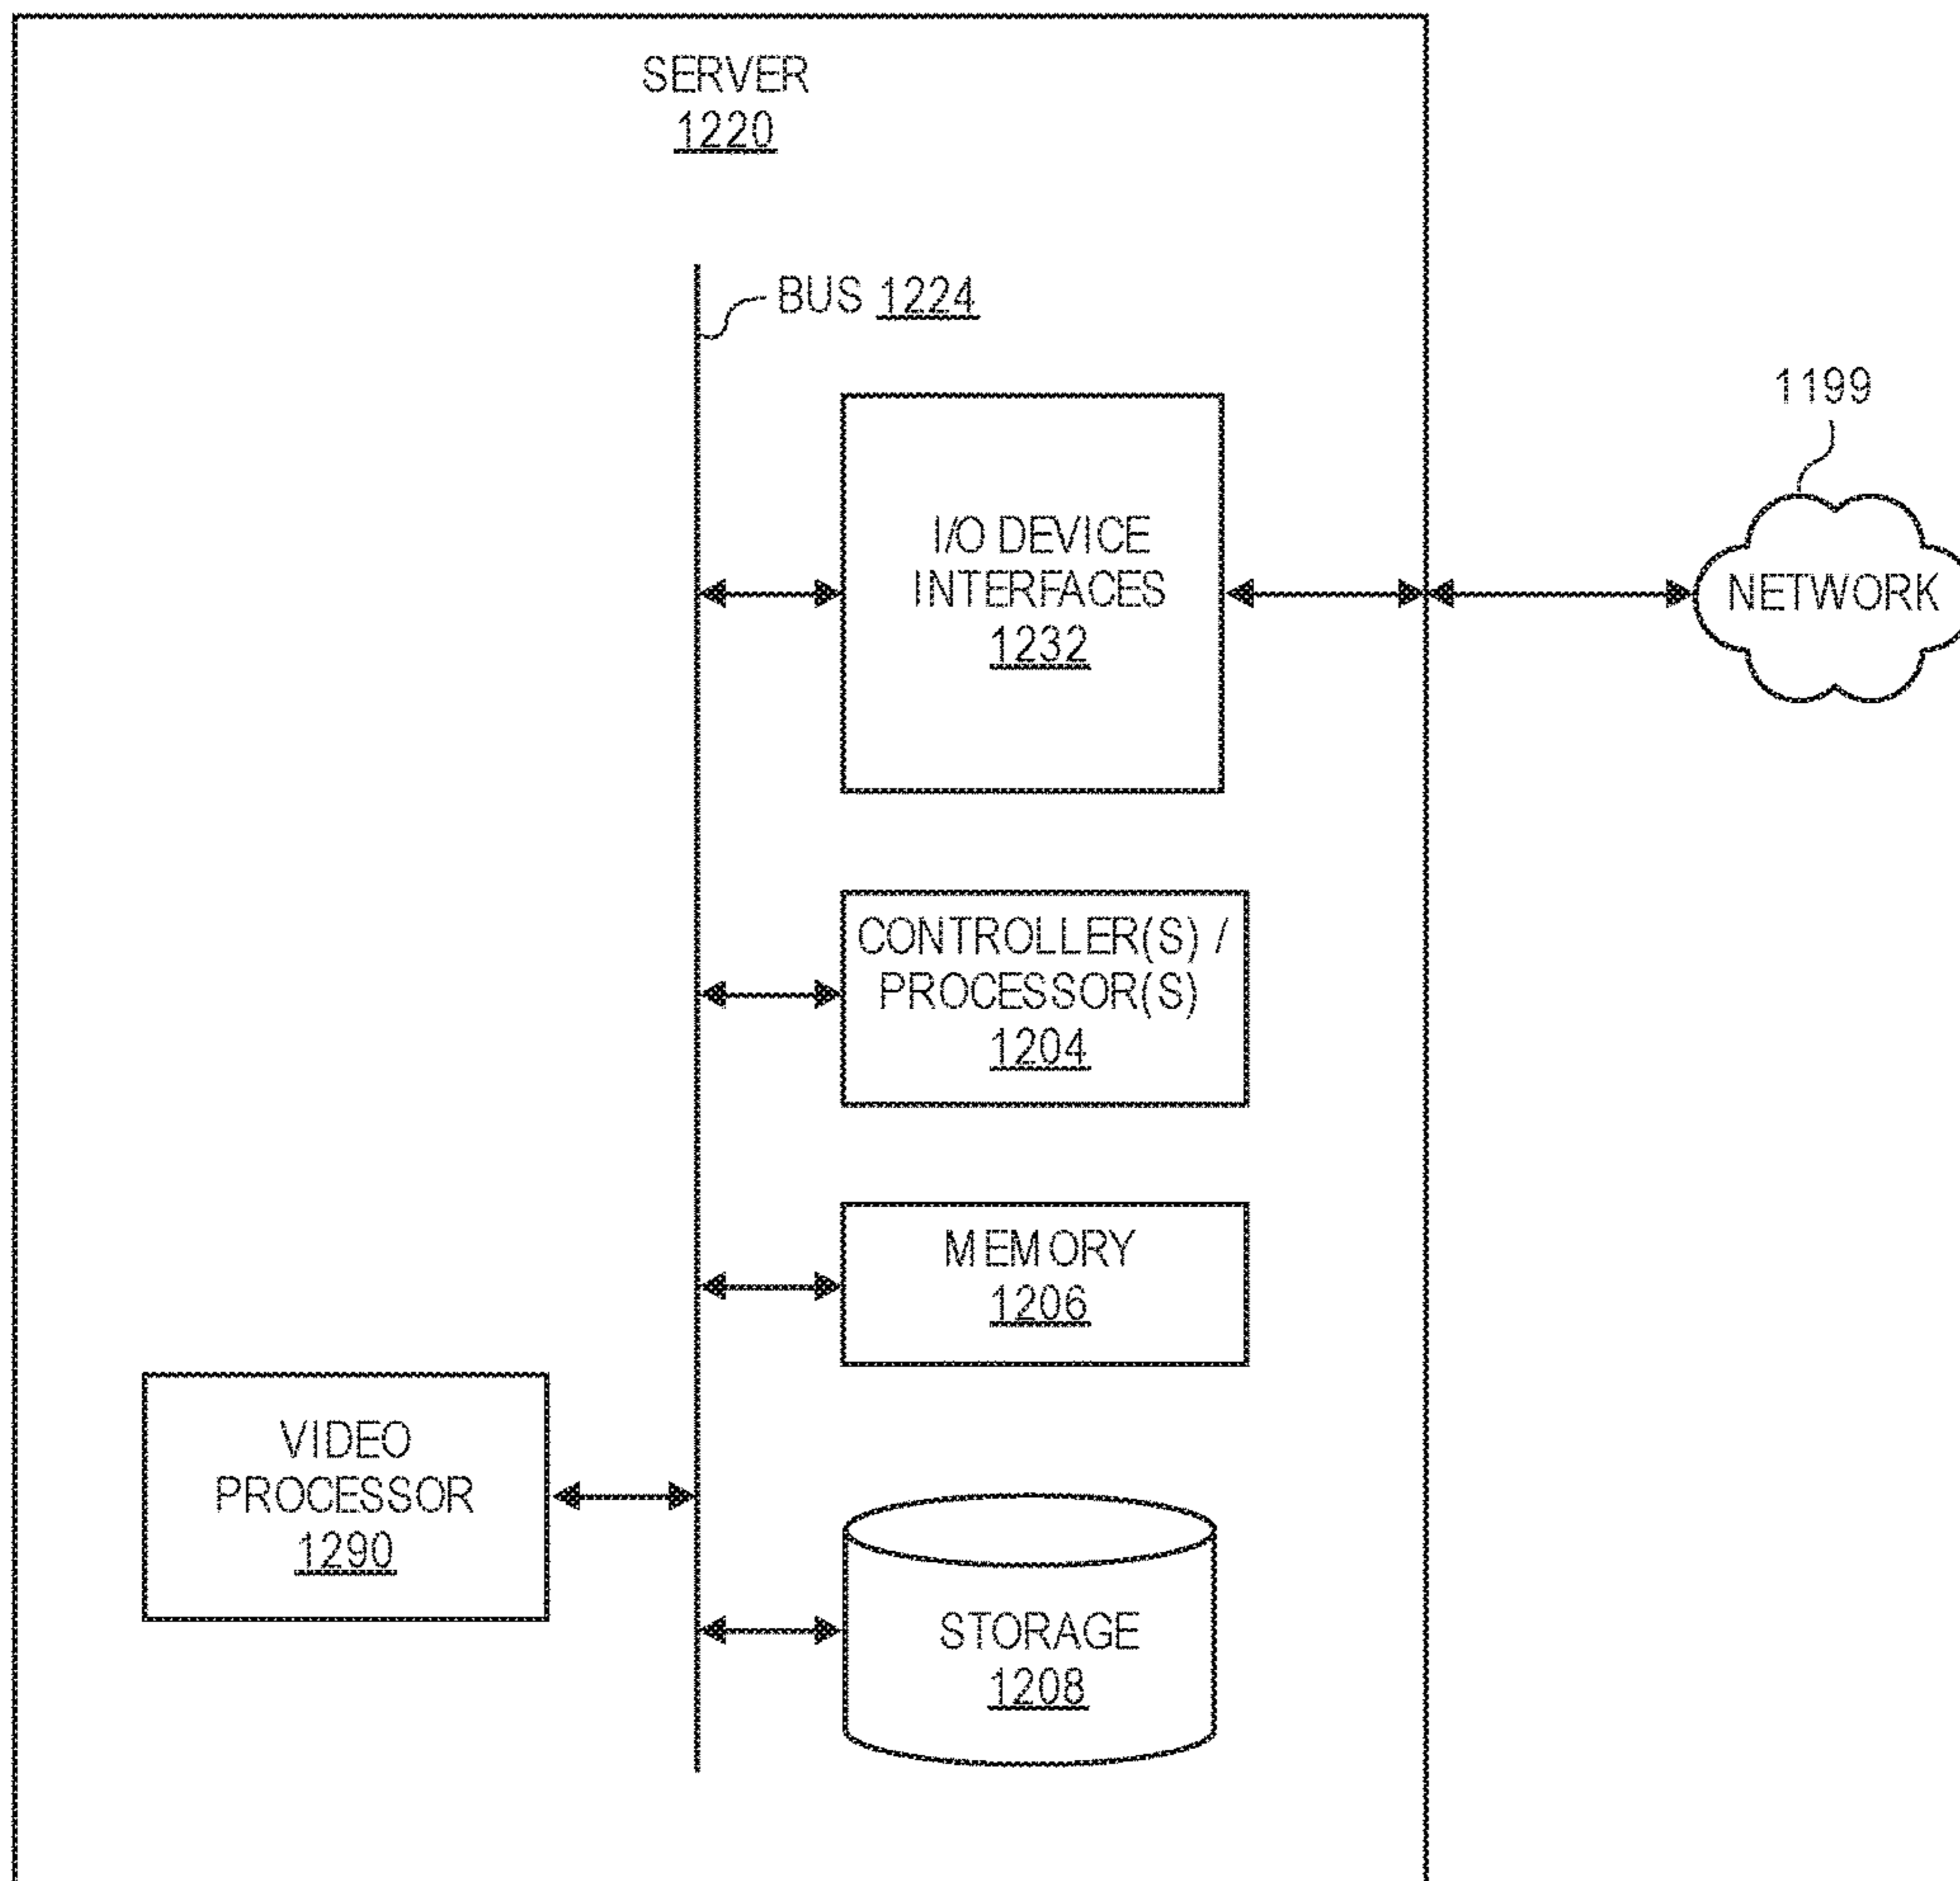 SERVER
1220
BUS 1224
1199
I/O DEVICE
INTERFACES
1232
NETWORK
CONTROLLER(S) /
PROCESSOR(S)
1204
MEMORY
1206
VIDEO
PROCESSOR
1290
STORAGE
1208